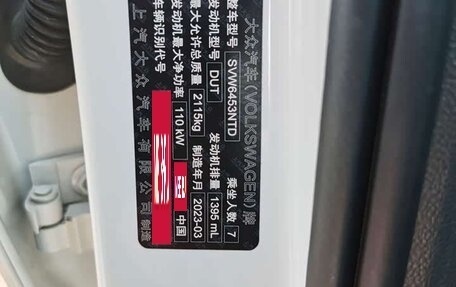 大众汽车(VOLKSWAGEN)牌
整车型号 SVW6453NTD 乘坐人数 7
发动机型号 DUT 发动机排量 1395 mL
最大允许总质量 2115kg 制造年月 2023-03
发动机最大净功率 110 kW 中国
车辆识别代号
上汽大众汽车有限公司制造